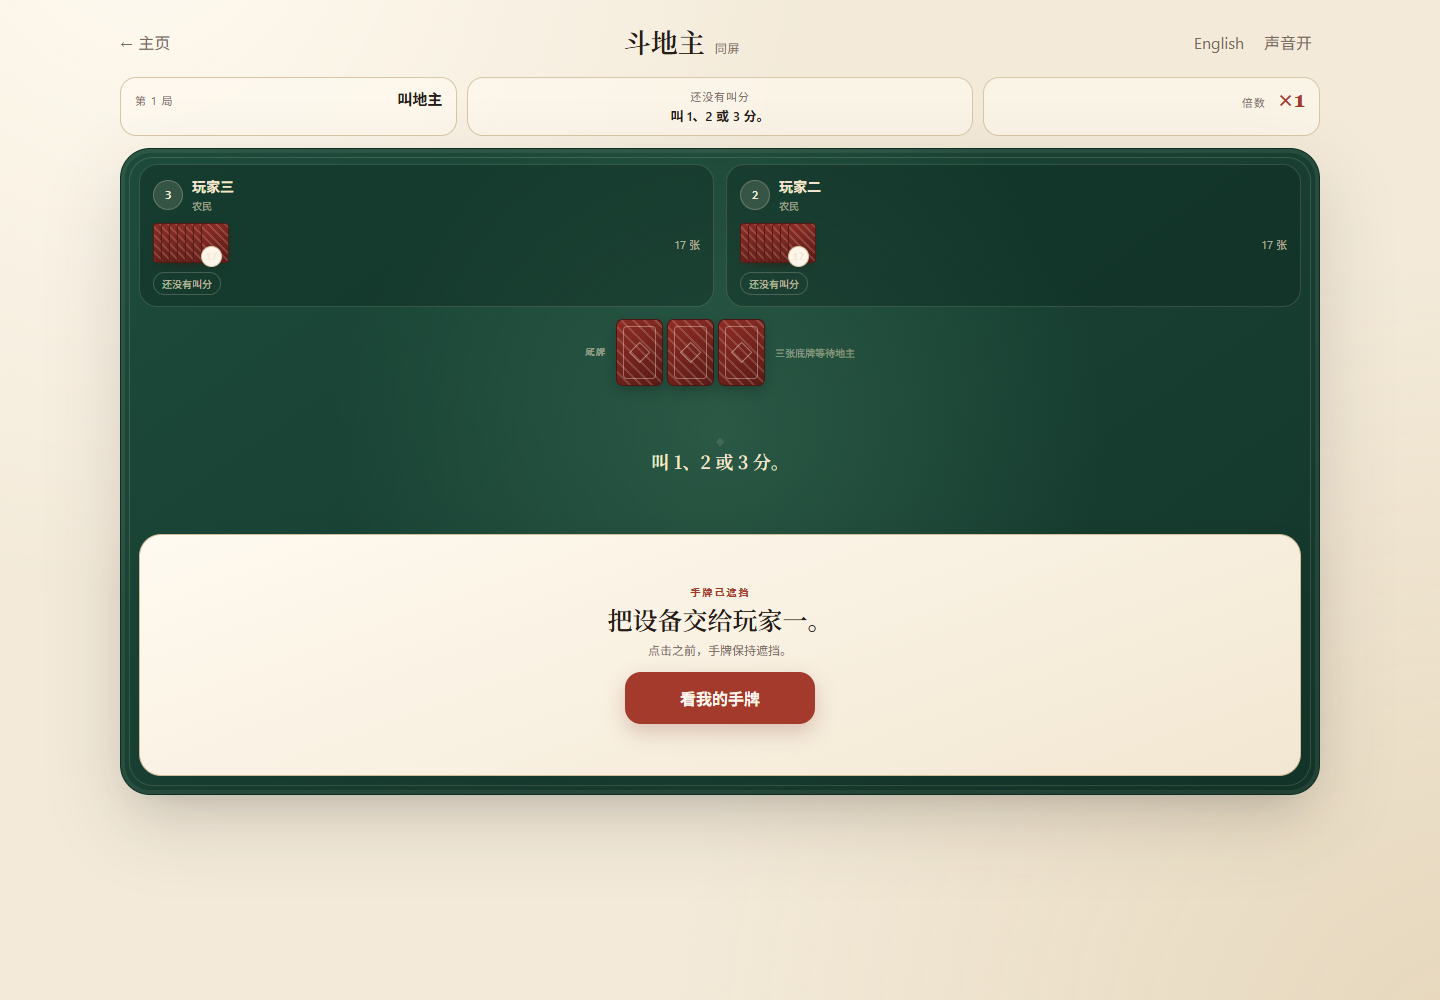 ← 主页
斗地主 同屏
English 声音开
第 1 局 叫地主
还没有叫分
叫 1、2 或 3 分。
倍数 ×1
3 玩家三
农民
17 张
还没有叫分
2 玩家二
农民
17 张
还没有叫分
底牌
三张底牌等待地主
叫 1、2 或 3 分。
手牌已遮挡
把设备交给玩家一。
点击之前，手牌保持遮挡。
看我的手牌